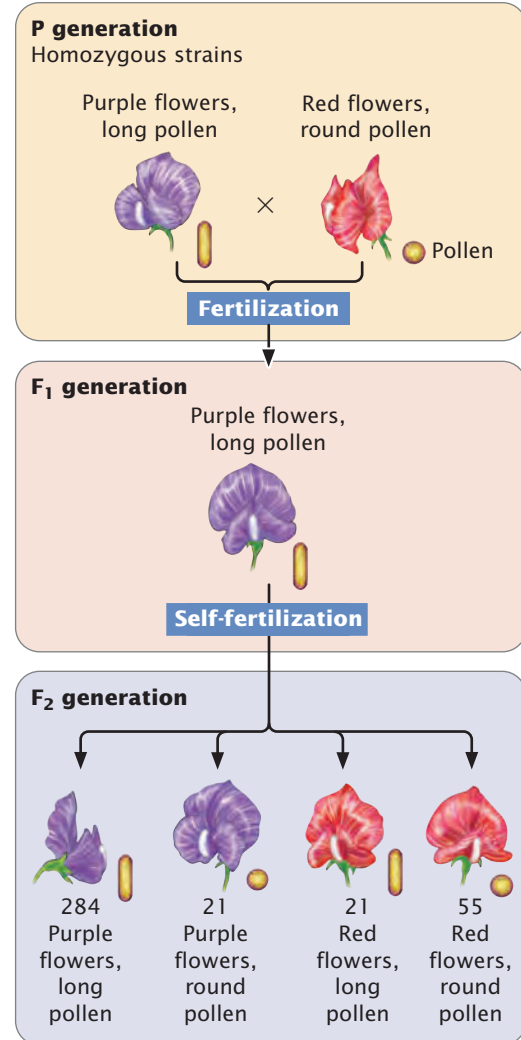 P generation
Homozygous strains
Purple flowers,
long pollen
Red flowers,
round pollen
×
Pollen
Fertilization
F₁ generation
Purple flowers,
long pollen
Self-fertilization
F₂ generation
284
Purple
flowers,
long
pollen
21
Purple
flowers,
round
pollen
21
Red
flowers,
long
pollen
55
Red
flowers,
round
pollen